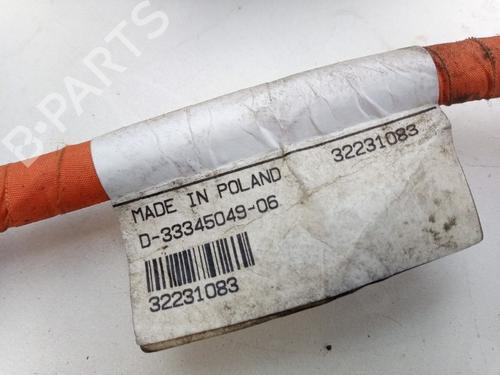 B-PARTS
32231083
MADE IN POLAND
D-33345049-06
32231083